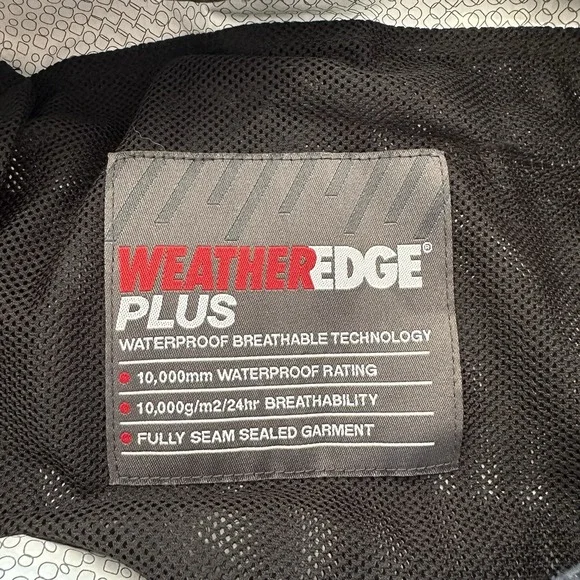 WEATHEREDGE®
PLUS
WATERPROOF BREATHABLE TECHNOLOGY
10,000mm WATERPROOF RATING
10,000g/m2/24hr BREATHABILITY
FULLY SEAM SEALED GARMENT